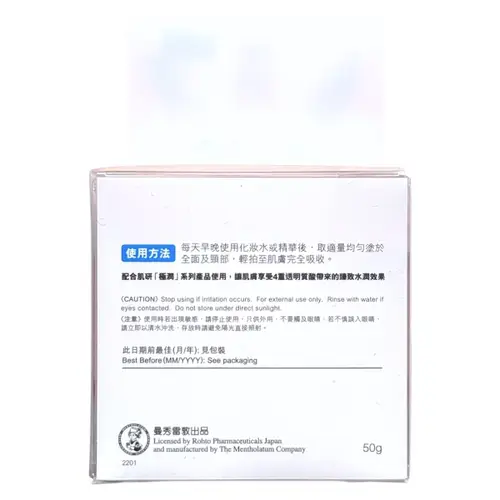 使用方法
每天早晚使用化妝水或精華後，取適量均勻塗於
全面及頸部，輕拍至肌膚完全吸收。
配合肌研「極潤」系列產品使用，讓肌膚享受4重透明質酸帶來的臻致水潤效果
〈CAUTION〉Stop using if irritation occurs. For external use only. Rinse with water if
eyes contacted. Do not store under direct sunlight.
〈注意〉使用時若出現敏感，請停止使用。只供外用，不要觸及眼睛。若不慎誤入眼睛，
請立即以清水沖洗。存放時請避免陽光直接照射。
此日期前最佳(月/年): 見包裝
Best Before(MM/YYYY): See packaging
曼秀雷敦出品
Licensed by Rohto Pharmaceuticals Japan
and manufactured by The Mentholatum Company
50g
2201